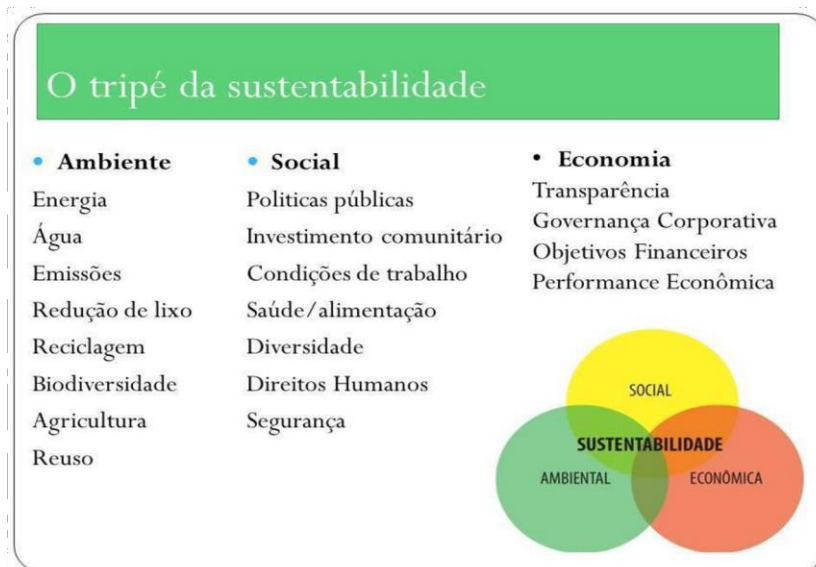 O tripé da sustentabilidade
• Ambiente
Energia
Água
Emissões
Redução de lixo
Reciclagem
Biodiversidade
Agricultura
Reuso
• Social
Politicas públicas
Investimento comunitário
Condições de trabalho
Saúde/alimentação
Diversidade
Direitos Humanos
Segurança
• Economia
Transparência
Governança Corporativa
Objetivos Financeiros
Performance Econômica
SOCIAL
SUSTENTABILIDADE
AMBIENTAL
ECONÔMICA